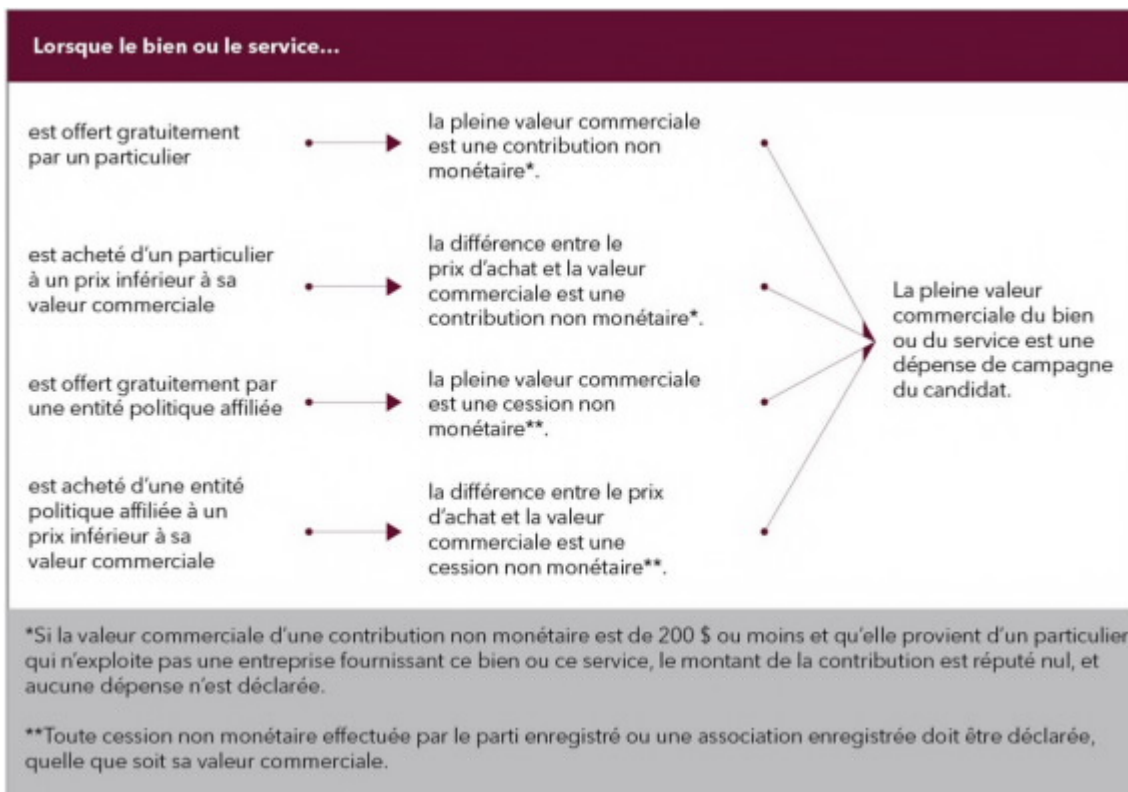 Lorsque le bien ou le service...
est offert gratuitement
par un particulier
la pleine valeur commerciale
est une contribution non
monétaire*.
est acheté d'un particulier
à un prix inférieur à sa
valeur commerciale
la différence entre le
prix d'achat et la valeur
commerciale est une
contribution non monétaire*.
est offert gratuitement par
une entité politique affiliée
la pleine valeur commerciale
est une cession non
monétaire**.
est acheté d'une entité
politique affiliée à un
prix inférieur à sa
valeur commerciale
la différence entre le prix
d'achat et la valeur
commerciale est une
cession non monétaire**.
La pleine valeur
commerciale du bien
ou du service est une
dépense de campagne
du candidat.
*Si la valeur commerciale d'une contribution non monétaire est de 200 $ ou moins et qu'elle provient d'un particulier
qui n'exploite pas une entreprise fournissant ce bien ou ce service, le montant de la contribution est réputé nul, et
aucune dépense n'est déclarée.
**Toute cession non monétaire effectuée par le parti enregistré ou une association enregistrée doit être déclarée,
quelle que soit sa valeur commerciale.